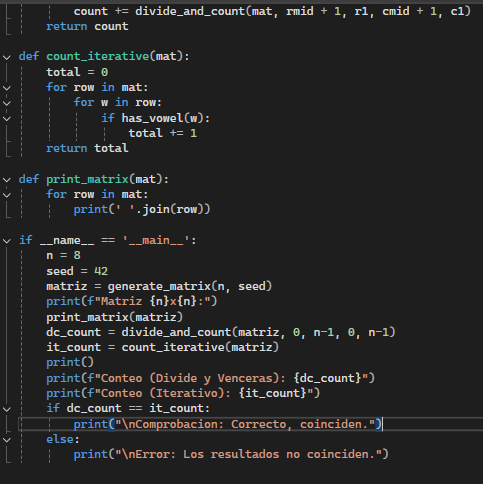 count += divide_and_count(mat, rmid + 1, r1, cmid + 1, c1)
    return count
def count_iterative(mat):
    total = 0
    for row in mat:
        for w in row:
            if has_vowel(w):
                total += 1
    return total
def print_matrix(mat):
    for row in mat:
        print(' '.join(row))
if __name__ == '__main__':
    n = 8
    seed = 42
    matriz = generate_matrix(n, seed)
    print(f"Matriz {n}x{n}:")
    print_matrix(matriz)
    dc_count = divide_and_count(matriz, 0, n-1, 0, n-1)
    it_count = count_iterative(matriz)
    print()
    print(f"Conteo (Divide y Venceras): {dc_count}")
    print(f"Conteo (Iterativo): {it_count}")
    if dc_count == it_count:
        print("\nComprobacion: Correcto, coinciden.")
    else:
        print("\nError: Los resultados no coinciden.")